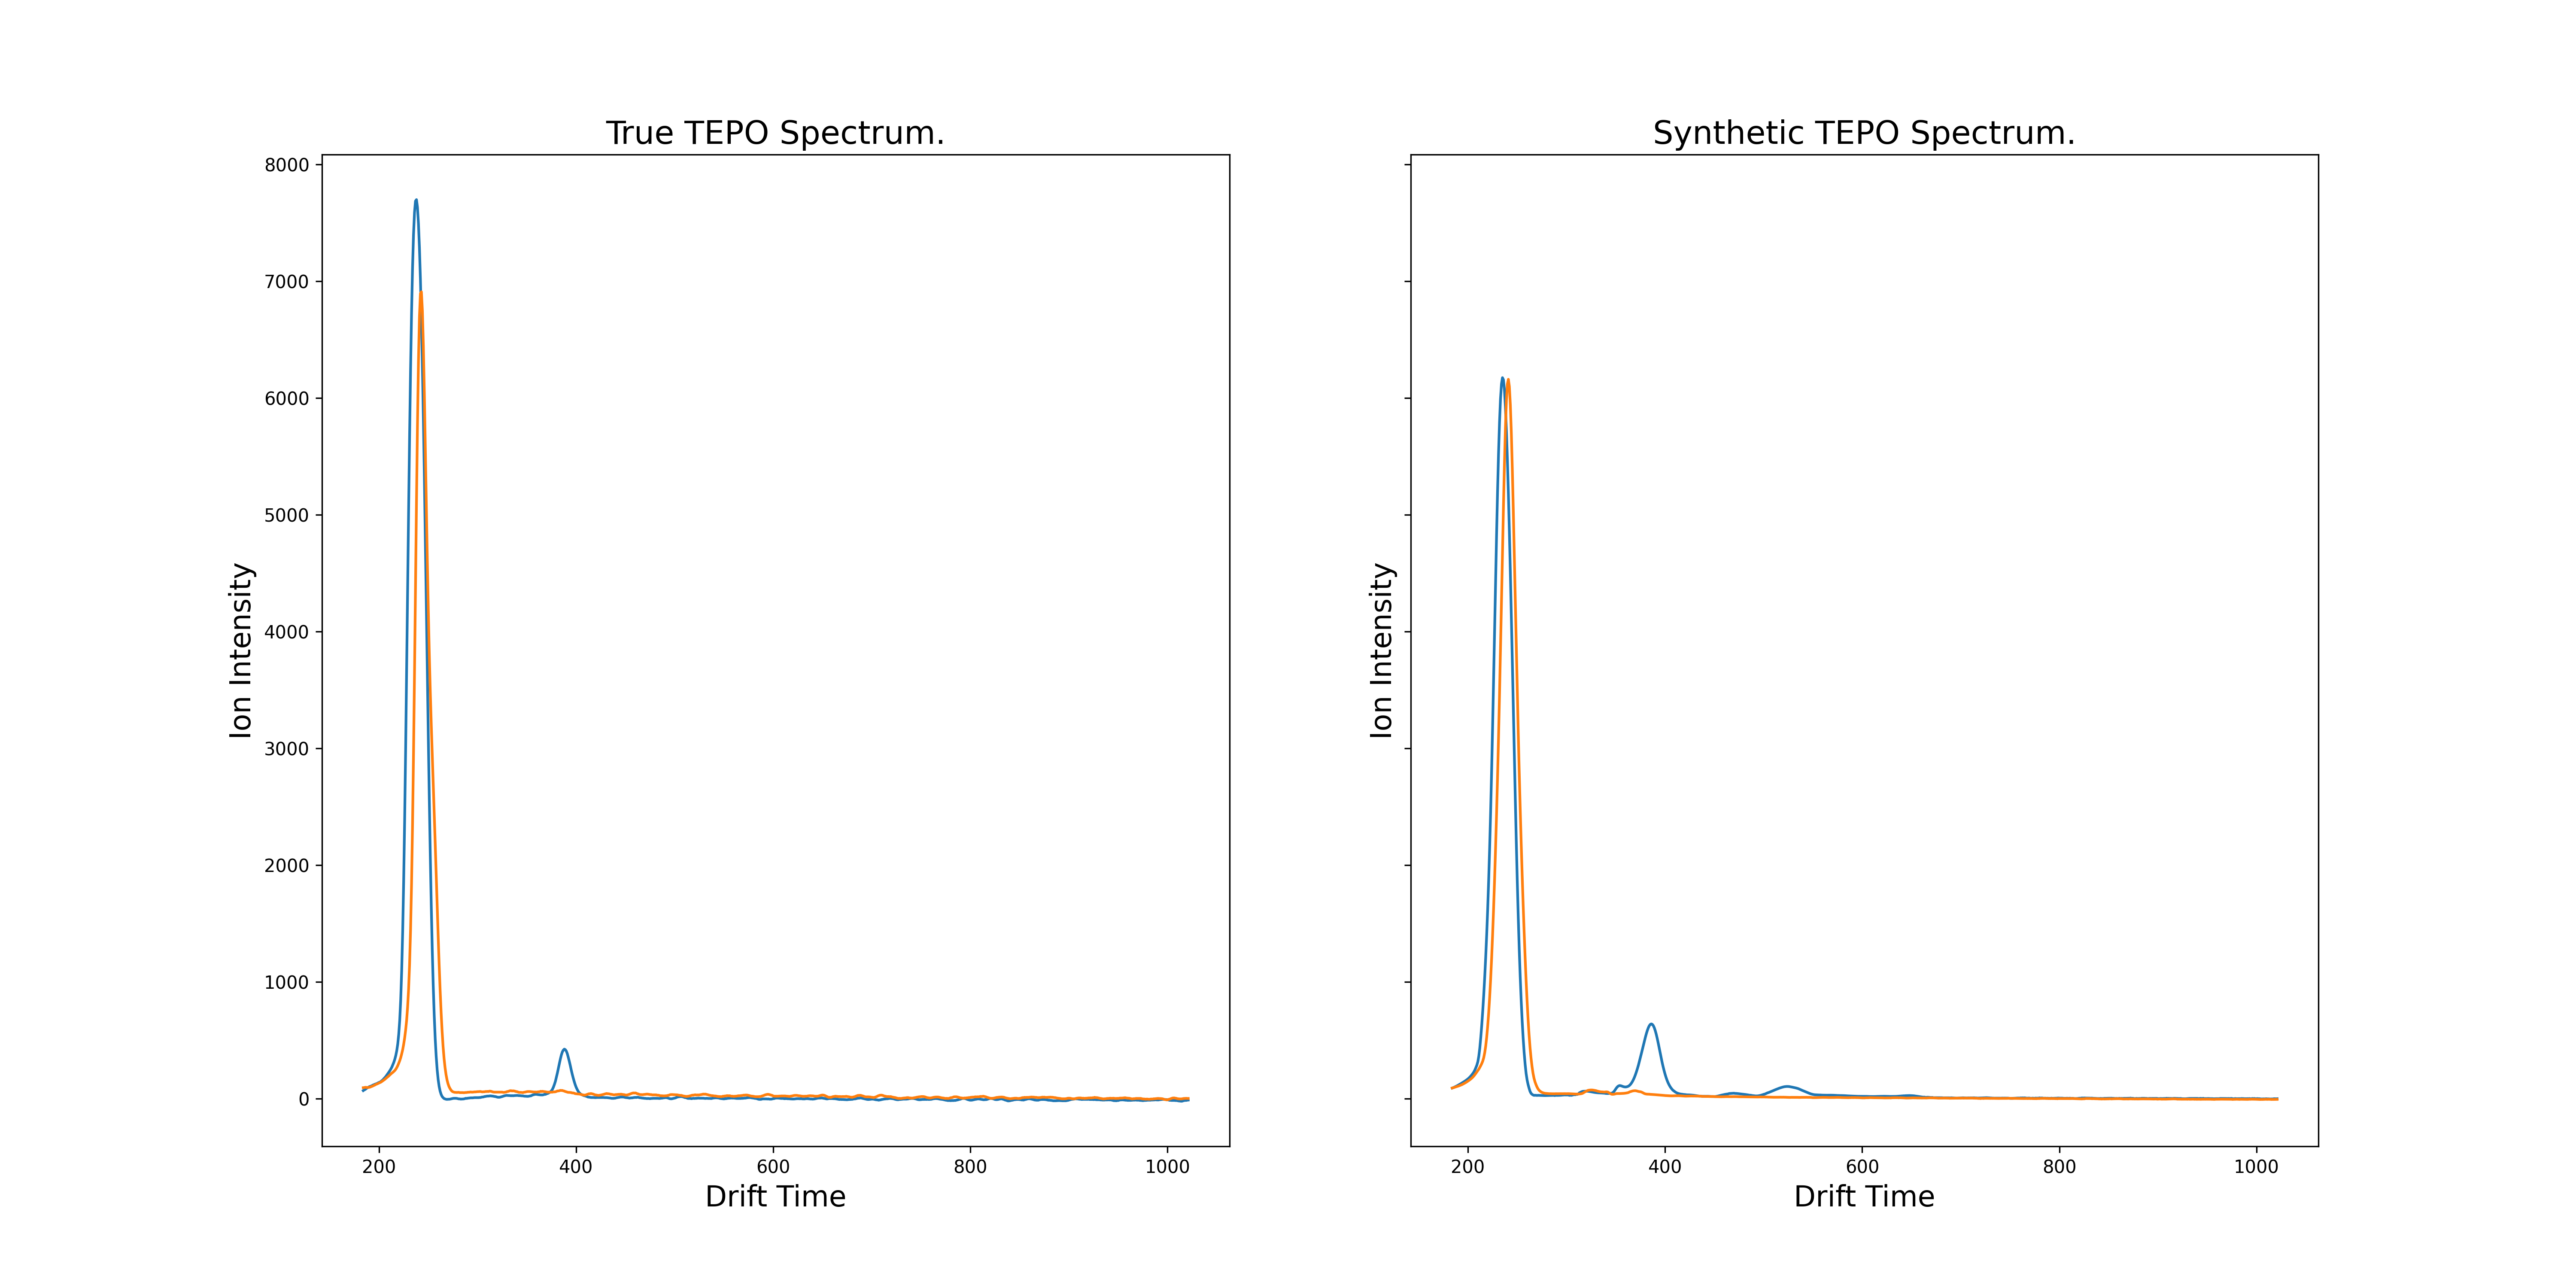 True TEPO Spectrum.
Synthetic TEPO Spectrum.
8000
7000
6000
5000
4000
3000
2000
1000
0
Ion Intensity
Ion Intensity
200 400 600 800 1000
200 400 600 800 1000
Drift Time
Drift Time